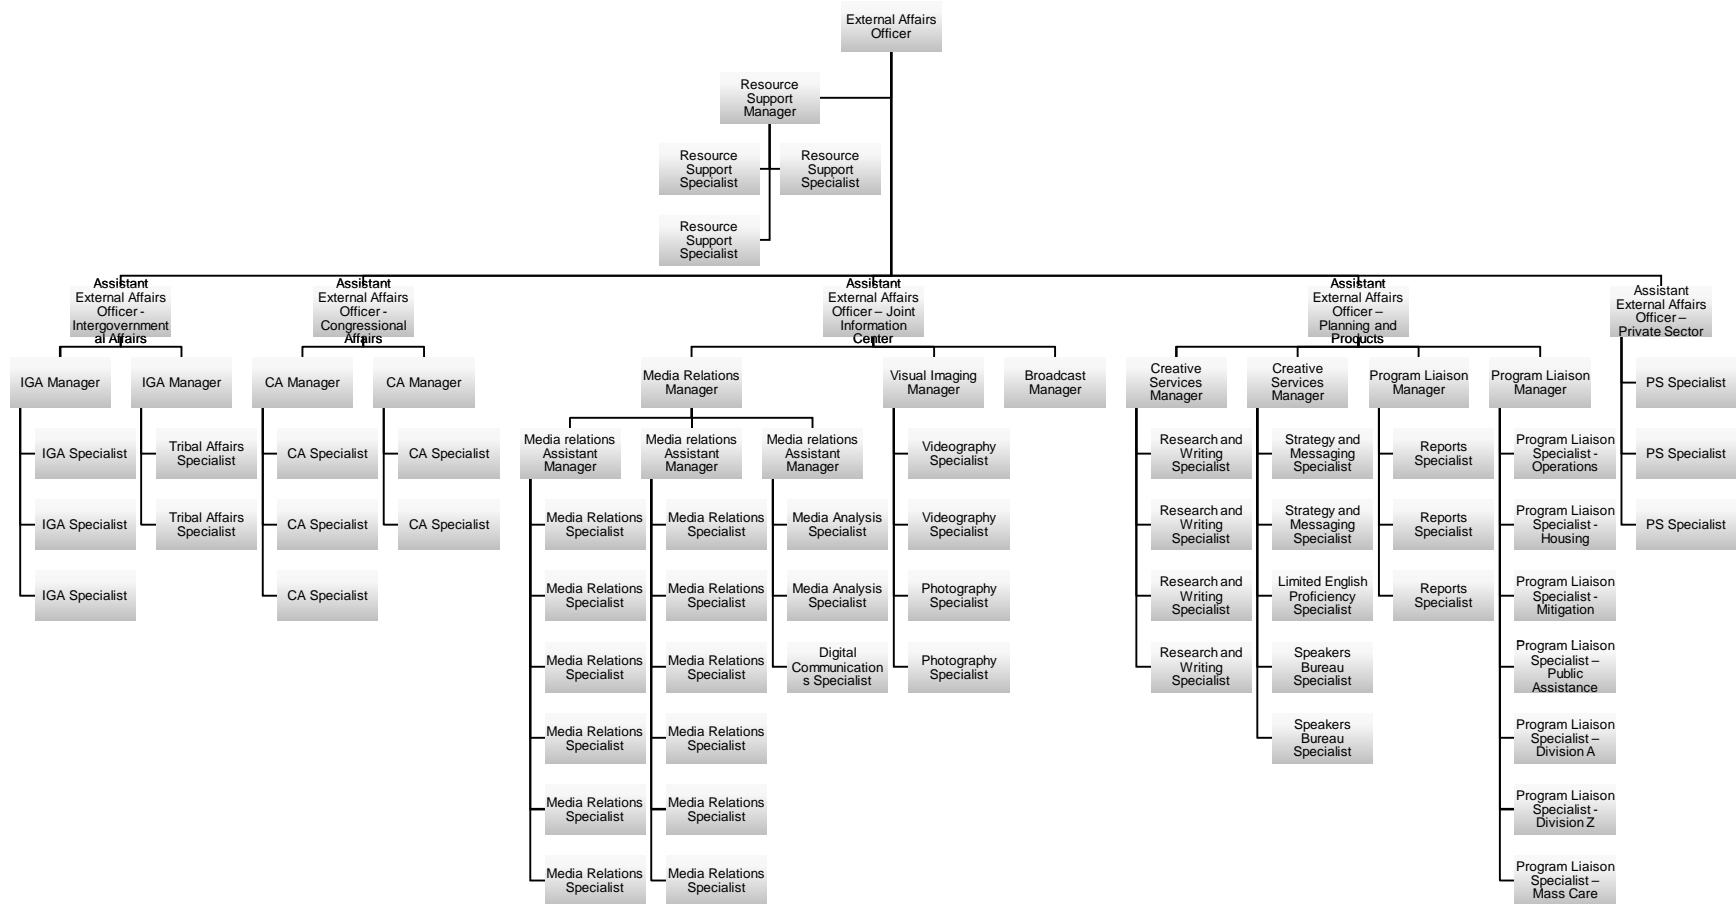 External Affairs
Officer
Resource
Support
Manager
Resource
Support
Specialist
Resource
Support
Specialist
Resource
Support
Specialist
Assistant
External Affairs
Officer -
Intergovernment
al Affairs
Assistant
External Affairs
Officer -
Congressional
Affairs
Assistant
External Affairs
Officer – Joint
Information
Center
Assistant
External Affairs
Officer –
Planning and
Products
Assistant
External Affairs
Officer –
Private Sector
IGA Manager
IGA Specialist
IGA Specialist
IGA Specialist
IGA Manager
Tribal Affairs
Specialist
Tribal Affairs
Specialist
CA Manager
CA Specialist
CA Specialist
CA Specialist
CA Manager
CA Specialist
CA Specialist
Media Relations
Manager
Media relations
Assistant
Manager
Media Relations
Specialist
Media Relations
Specialist
Media Relations
Specialist
Media Relations
Specialist
Media Relations
Specialist
Media Relations
Specialist
Media relations
Assistant
Manager
Media Relations
Specialist
Media Relations
Specialist
Media Relations
Specialist
Media Relations
Specialist
Media Relations
Specialist
Media Relations
Specialist
Media relations
Assistant
Manager
Media Analysis
Specialist
Media Analysis
Specialist
Digital
Communication
s Specialist
Visual Imaging
Manager
Videography
Specialist
Videography
Specialist
Photography
Specialist
Photography
Specialist
Broadcast
Manager
Creative
Services
Manager
Research and
Writing
Specialist
Research and
Writing
Specialist
Research and
Writing
Specialist
Research and
Writing
Specialist
Creative
Services
Manager
Strategy and
Messaging
Specialist
Strategy and
Messaging
Specialist
Limited English
Proficiency
Specialist
Speakers
Bureau
Specialist
Speakers
Bureau
Specialist
Program Liaison
Manager
Reports
Specialist
Reports
Specialist
Reports
Specialist
Program Liaison
Manager
Program Liaison
Specialist -
Operations
Program Liaison
Specialist -
Housing
Program Liaison
Specialist -
Mitigation
Program Liaison
Specialist –
Public
Assistance
Program Liaison
Specialist –
Division A
Program Liaison
Specialist -
Division Z
Program Liaison
Specialist –
Mass Care
PS Specialist
PS Specialist
PS Specialist